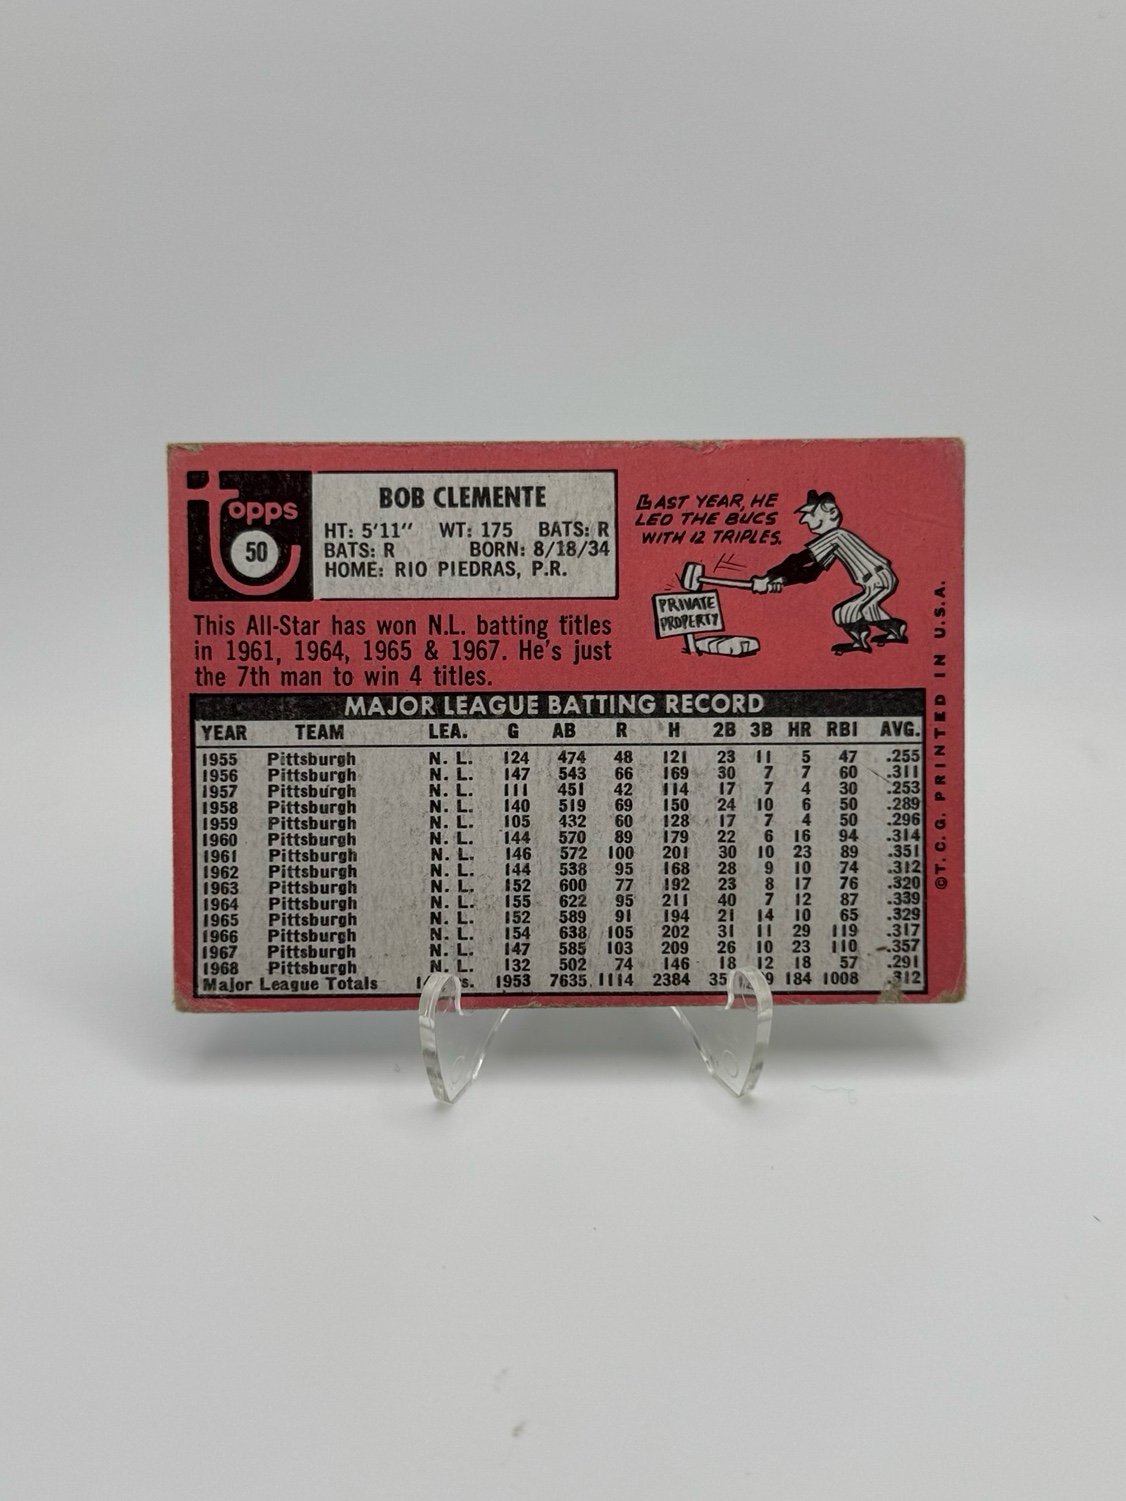 Topps
50
BOB CLEMENTE
HT: 5'11" WT: 175 BATS: R
BATS: R BORN: 8/18/34
HOME: RIO PIEDRAS, P.R.
LAST YEAR, HE
LED THE BUCS
WITH 12 TRIPLES.
PRIVATE
PROPERTY
This All-Star has won N.L. batting titles
in 1961, 1964, 1965 & 1967. He's just
the 7th man to win 4 titles.
MAJOR LEAGUE BATTING RECORD
YEAR TEAM LEA. G AB R H 2B 3B HR RBI AVG.
1955 Pittsburgh N. L. 124 474 48 121 23 11 5 47 .255
1956 Pittsburgh N. L. 147 543 66 169 30 7 7 60 .311
1957 Pittsburgh N. L. 111 451 42 114 17 7 4 30 .253
1958 Pittsburgh N. L. 140 519 69 150 24 10 6 50 .289
1959 Pittsburgh N. L. 105 432 60 128 17 7 4 50 .296
1960 Pittsburgh N. L. 144 570 89 179 22 6 16 94 .314
1961 Pittsburgh N. L. 146 572 100 201 30 10 23 89 .351
1962 Pittsburgh N. L. 144 538 95 168 28 9 10 74 .312
1963 Pittsburgh N. L. 152 600 77 192 23 8 17 76 .320
1964 Pittsburgh N. L. 155 622 95 211 40 7 12 87 .339
1965 Pittsburgh N. L. 152 589 91 194 21 14 10 65 .329
1966 Pittsburgh N. L. 154 638 105 202 31 11 29 119 .317
1967 Pittsburgh N. L. 147 585 103 209 26 10 23 110 .357
1968 Pittsburgh N. L. 132 502 74 146 18 12 18 57 .291
Major League Totals 1953 7635 1114 2384 184 1008 .312
©T.C.G. PRINTED IN U.S.A.